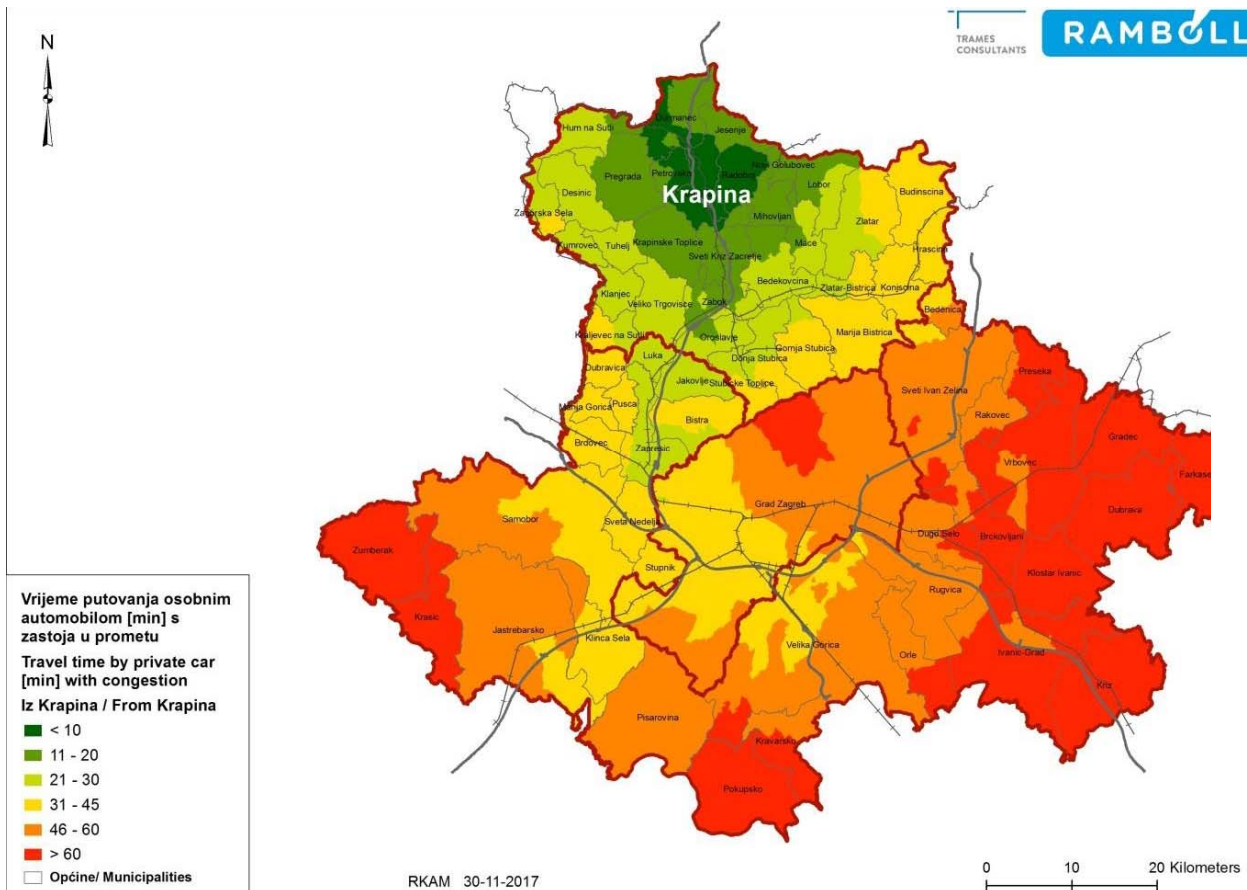 N
TRAMES
CONSULTANTS
RAMBOLL
Durmanec
Hum na Sutli
Jesenje
Novi Golubovec
Petrovsko
Radoboj
Pregrada
Lobor
Budinscina
Desinic
Krapina
Zlatar
Zagorska Sela
Mihovljan
Krapinske Toplice
Mace
Hrascina
Kumrovec
Tuhelj
Sveti Kriz Zacretje
Bedekovcina
Zlatar-Bistrica
Konjscina
Klanjec
Veliko Trgovisce
Zabok
Bedenica
Kraljevec na Sutli
Oroslavje
Marija Bistrica
Gornja Stubica
Luka
Donja Stubica
Dubravica
Jakovlje
Stubicke Toplice
Preseka
Sveti Ivan Zelina
Marija Gorica
Pusca
Bistra
Rakovec
Brdovec
Zapresic
Gradec
Vrbovec
Farkase
Grad Zagreb
Dubrava
Samobor
Sveta Nedelja
Dugo Selo
Brckovljani
Zumberak
Stupnik
Klostar Ivanic
Rugvica
Krasic
Jastrebarsko
Klinca Sela
Velika Gorica
Orle
Ivanic-Grad
Kriz
Pisarovina
Kravarsko
Pokupsko
Vrijeme putovanja osobnim
automobilom [min] s
zastoja u prometu
Travel time by private car
[min] with congestion
Iz Krapina / From Krapina
< 10
11 - 20
21 - 30
31 - 45
46 - 60
> 60
Općine/ Municipalities
RKAM 30-11-2017
0 10 20 Kilometers